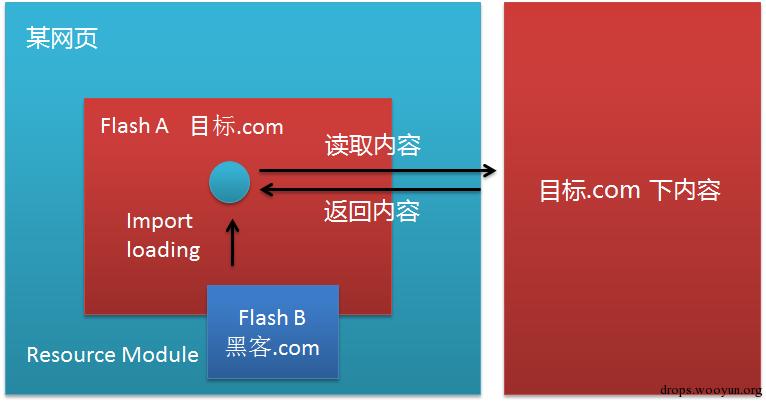 某网页
Flash A 目标.com
读取内容
返回内容
Import
loading
Flash B
黑客.com
Resource Module
目标.com 下内容
drops.wooyun.org